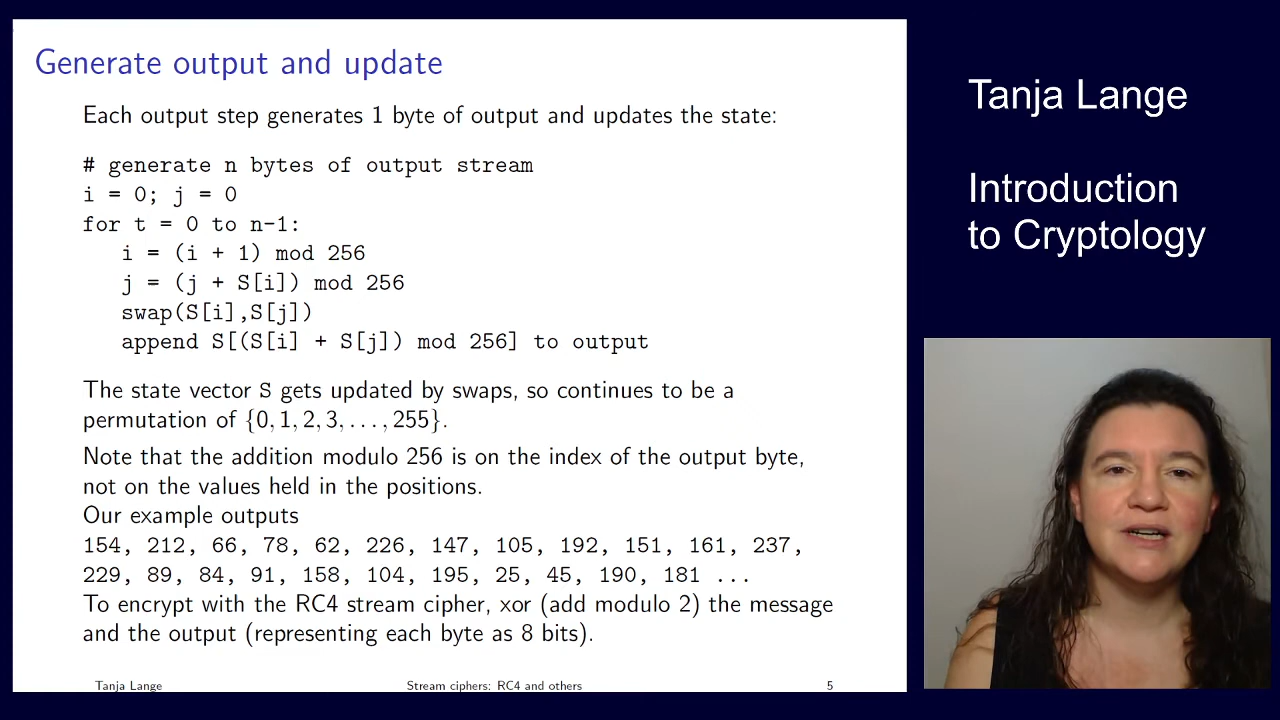 Generate output and update
Each output step generates 1 byte of output and updates the state:
# generate n bytes of output stream
i = 0; j = 0
for t = 0 to n-1:
i = (i + 1) mod 256
j = (j + S[i]) mod 256
swap(S[i],S[j])
append S[(S[i] + S[j]) mod 256] to output
The state vector S gets updated by swaps, so continues to be a
permutation of {0, 1, 2, 3, . . . , 255}.
Note that the addition modulo 256 is on the index of the output byte,
not on the values held in the positions.
Our example outputs
154, 212, 66, 78, 62, 226, 147, 105, 192, 151, 161, 237,
229, 89, 84, 91, 158, 104, 195, 25, 45, 190, 181 ...
To encrypt with the RC4 stream cipher, xor (add modulo 2) the message
and the output (representing each byte as 8 bits).
Tanja Lange
Stream ciphers: RC4 and others
5
Tanja Lange
Introduction
to Cryptology